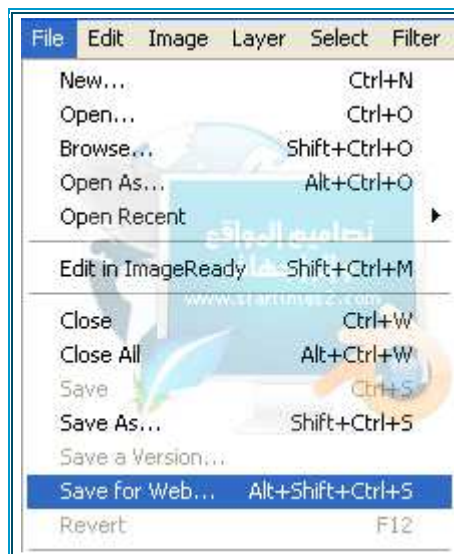 File Edit Image Layer Select Filter
New... Ctrl+N
Open... Ctrl+O
Browse... Shift+Ctrl+O
Open As... Alt+Ctrl+O
Open Recent
تصاميم المواقع
Edit in ImageReady Shift+Ctrl+M
www.startimes2.com
Close Ctrl+W
Close All Alt+Ctrl+W
Save Ctrl+S
Save As... Shift+Ctrl+S
Save a Version...
Save for Web... Alt+Shift+Ctrl+S
Revert F12